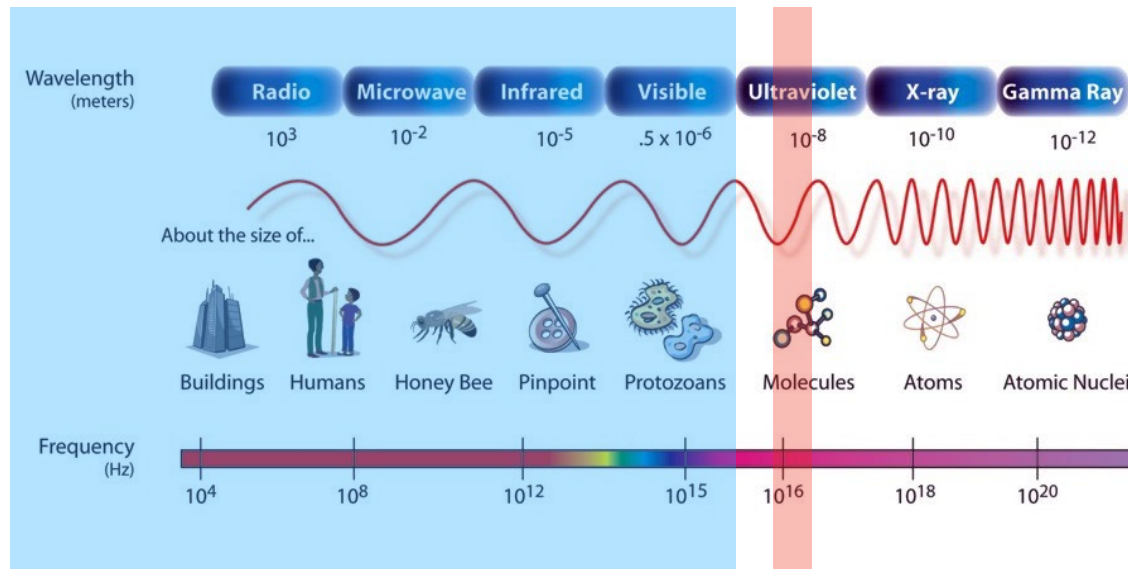 Wavelength
(meters)
Radio Microwave Infrared Visible Ultraviolet X-ray Gamma Ray
10³ 10⁻² 10⁻⁵ .5 x 10⁻⁶ 10⁻⁸ 10⁻¹⁰ 10⁻¹²
About the size of...
Buildings Humans Honey Bee Pinpoint Protozoans Molecules Atoms Atomic Nuclei
Frequency
(Hz)
10⁴ 10⁸ 10¹² 10¹⁵ 10¹⁶ 10¹⁸ 10²⁰